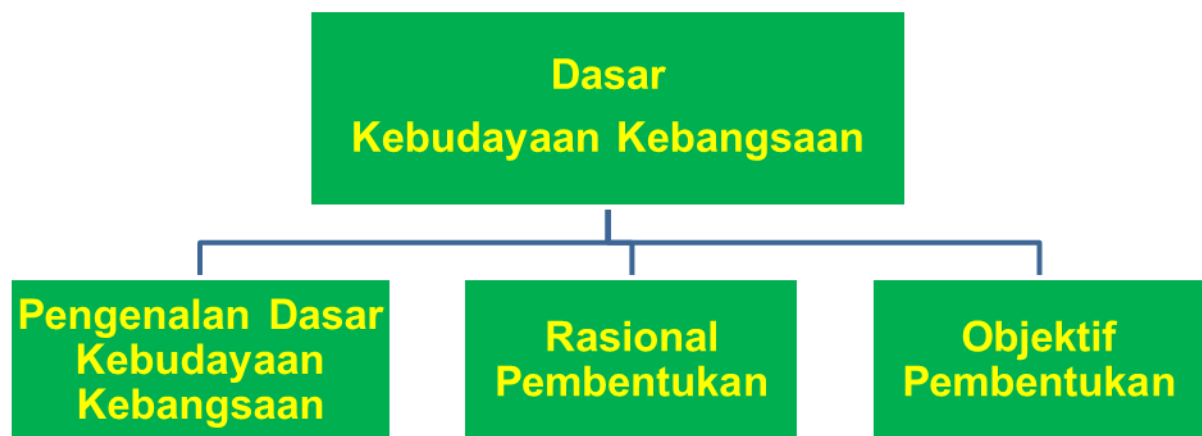 Dasar
Kebudayaan Kebangsaan
Pengenalan Dasar
Kebudayaan
Kebangsaan
Rasional
Pembentukan
Objektif
Pembentukan